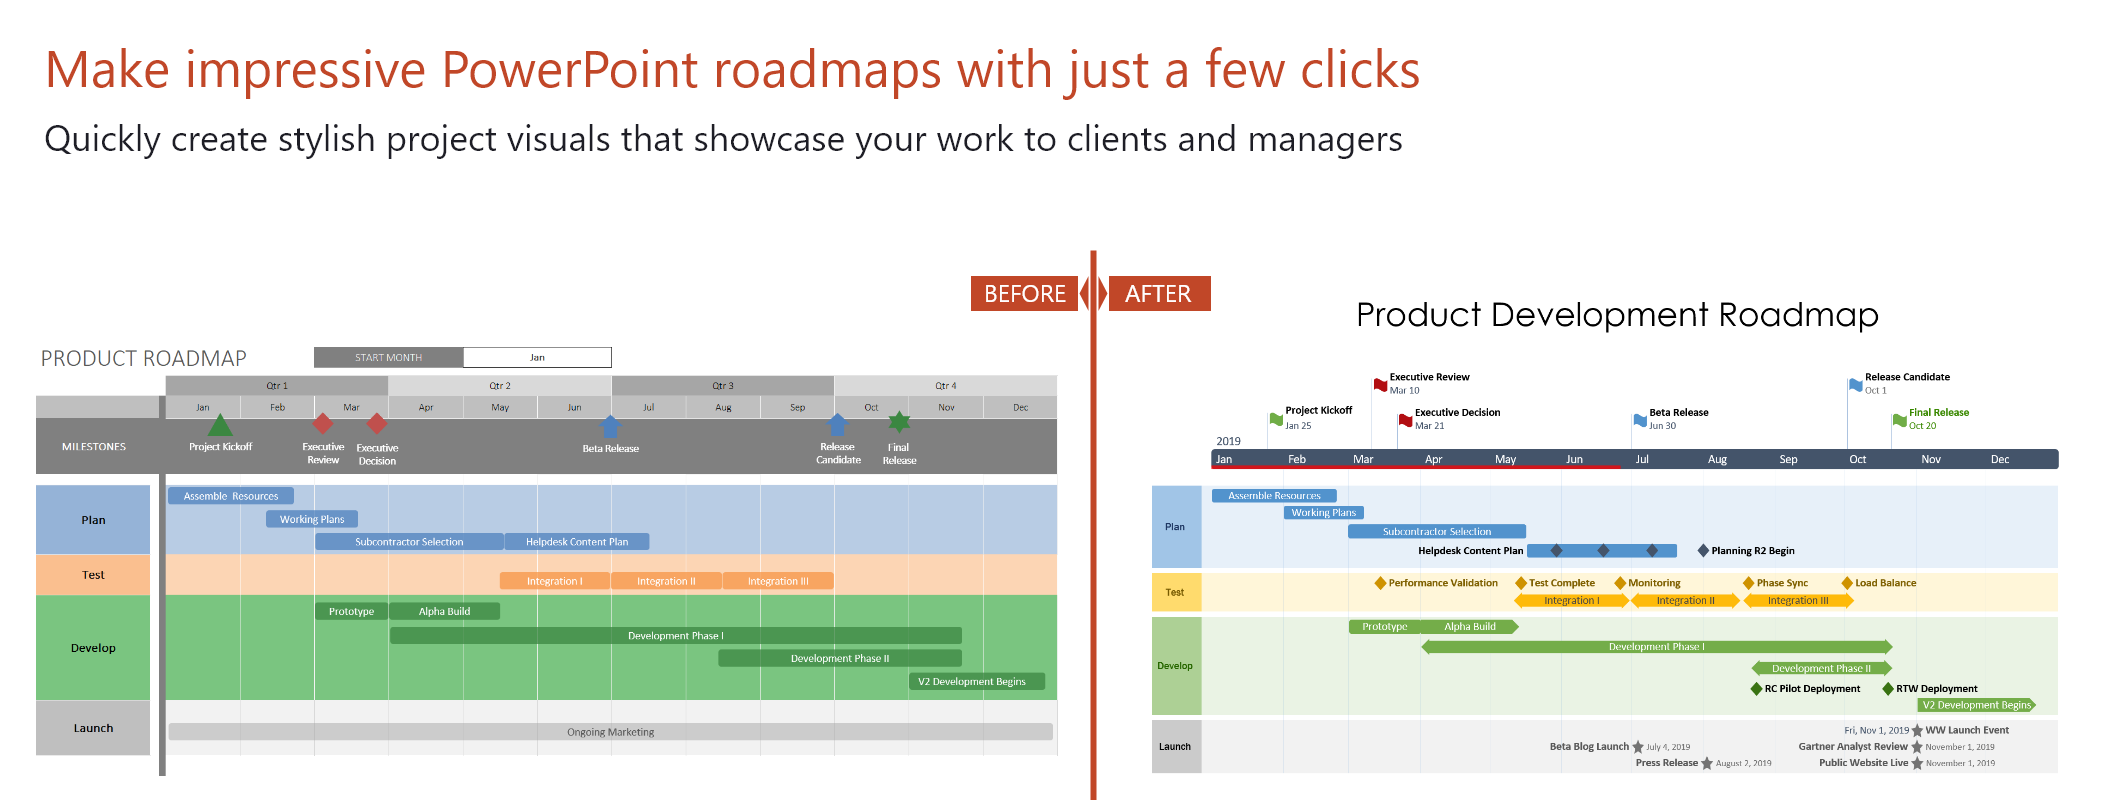 Make impressive PowerPoint roadmaps with just a few clicks
Quickly create stylish project visuals that showcase your work to clients and managers
BEFORE
AFTER
PRODUCT ROADMAP
START MONTH
Jan
Qtr 1
Qtr 2
Qtr 3
Qtr 4
Jan
Feb
Mar
Apr
May
Jun
Jul
Aug
Sep
Oct
Nov
Dec
MILESTONES
Project Kickoff
Executive
Review
Executive
Decision
Beta Release
Release
Candidate
Final
Release
Plan
Assemble Resources
Working Plans
Subcontractor Selection
Helpdesk Content Plan
Test
Integration I
Integration II
Integration III
Develop
Prototype
Alpha Build
Development Phase I
Development Phase II
V2 Development Begins
Launch
Ongoing Marketing
Product Development Roadmap
Executive Review
Mar 10
Release Candidate
Oct 1
Project Kickoff
Jan 25
Executive Decision
Mar 21
Beta Release
Jun 30
Final Release
Oct 20
2019
Jan
Feb
Mar
Apr
May
Jun
Jul
Aug
Sep
Oct
Nov
Dec
Plan
Assemble Resources
Working Plans
Subcontractor Selection
Helpdesk Content Plan
Planning R2 Begin
Test
Performance Validation
Test Complete
Monitoring
Phase Sync
Load Balance
Integration I
Integration II
Integration III
Develop
Prototype
Alpha Build
Development Phase I
Development Phase II
RC Pilot Deployment
RTW Deployment
V2 Development Begins
Launch
Fri, Nov 1, 2019
WW Launch Event
Beta Blog Launch
July 4, 2019
Gartner Analyst Review
November 1, 2019
Press Release
August 2, 2019
Public Website Live
November 1, 2019